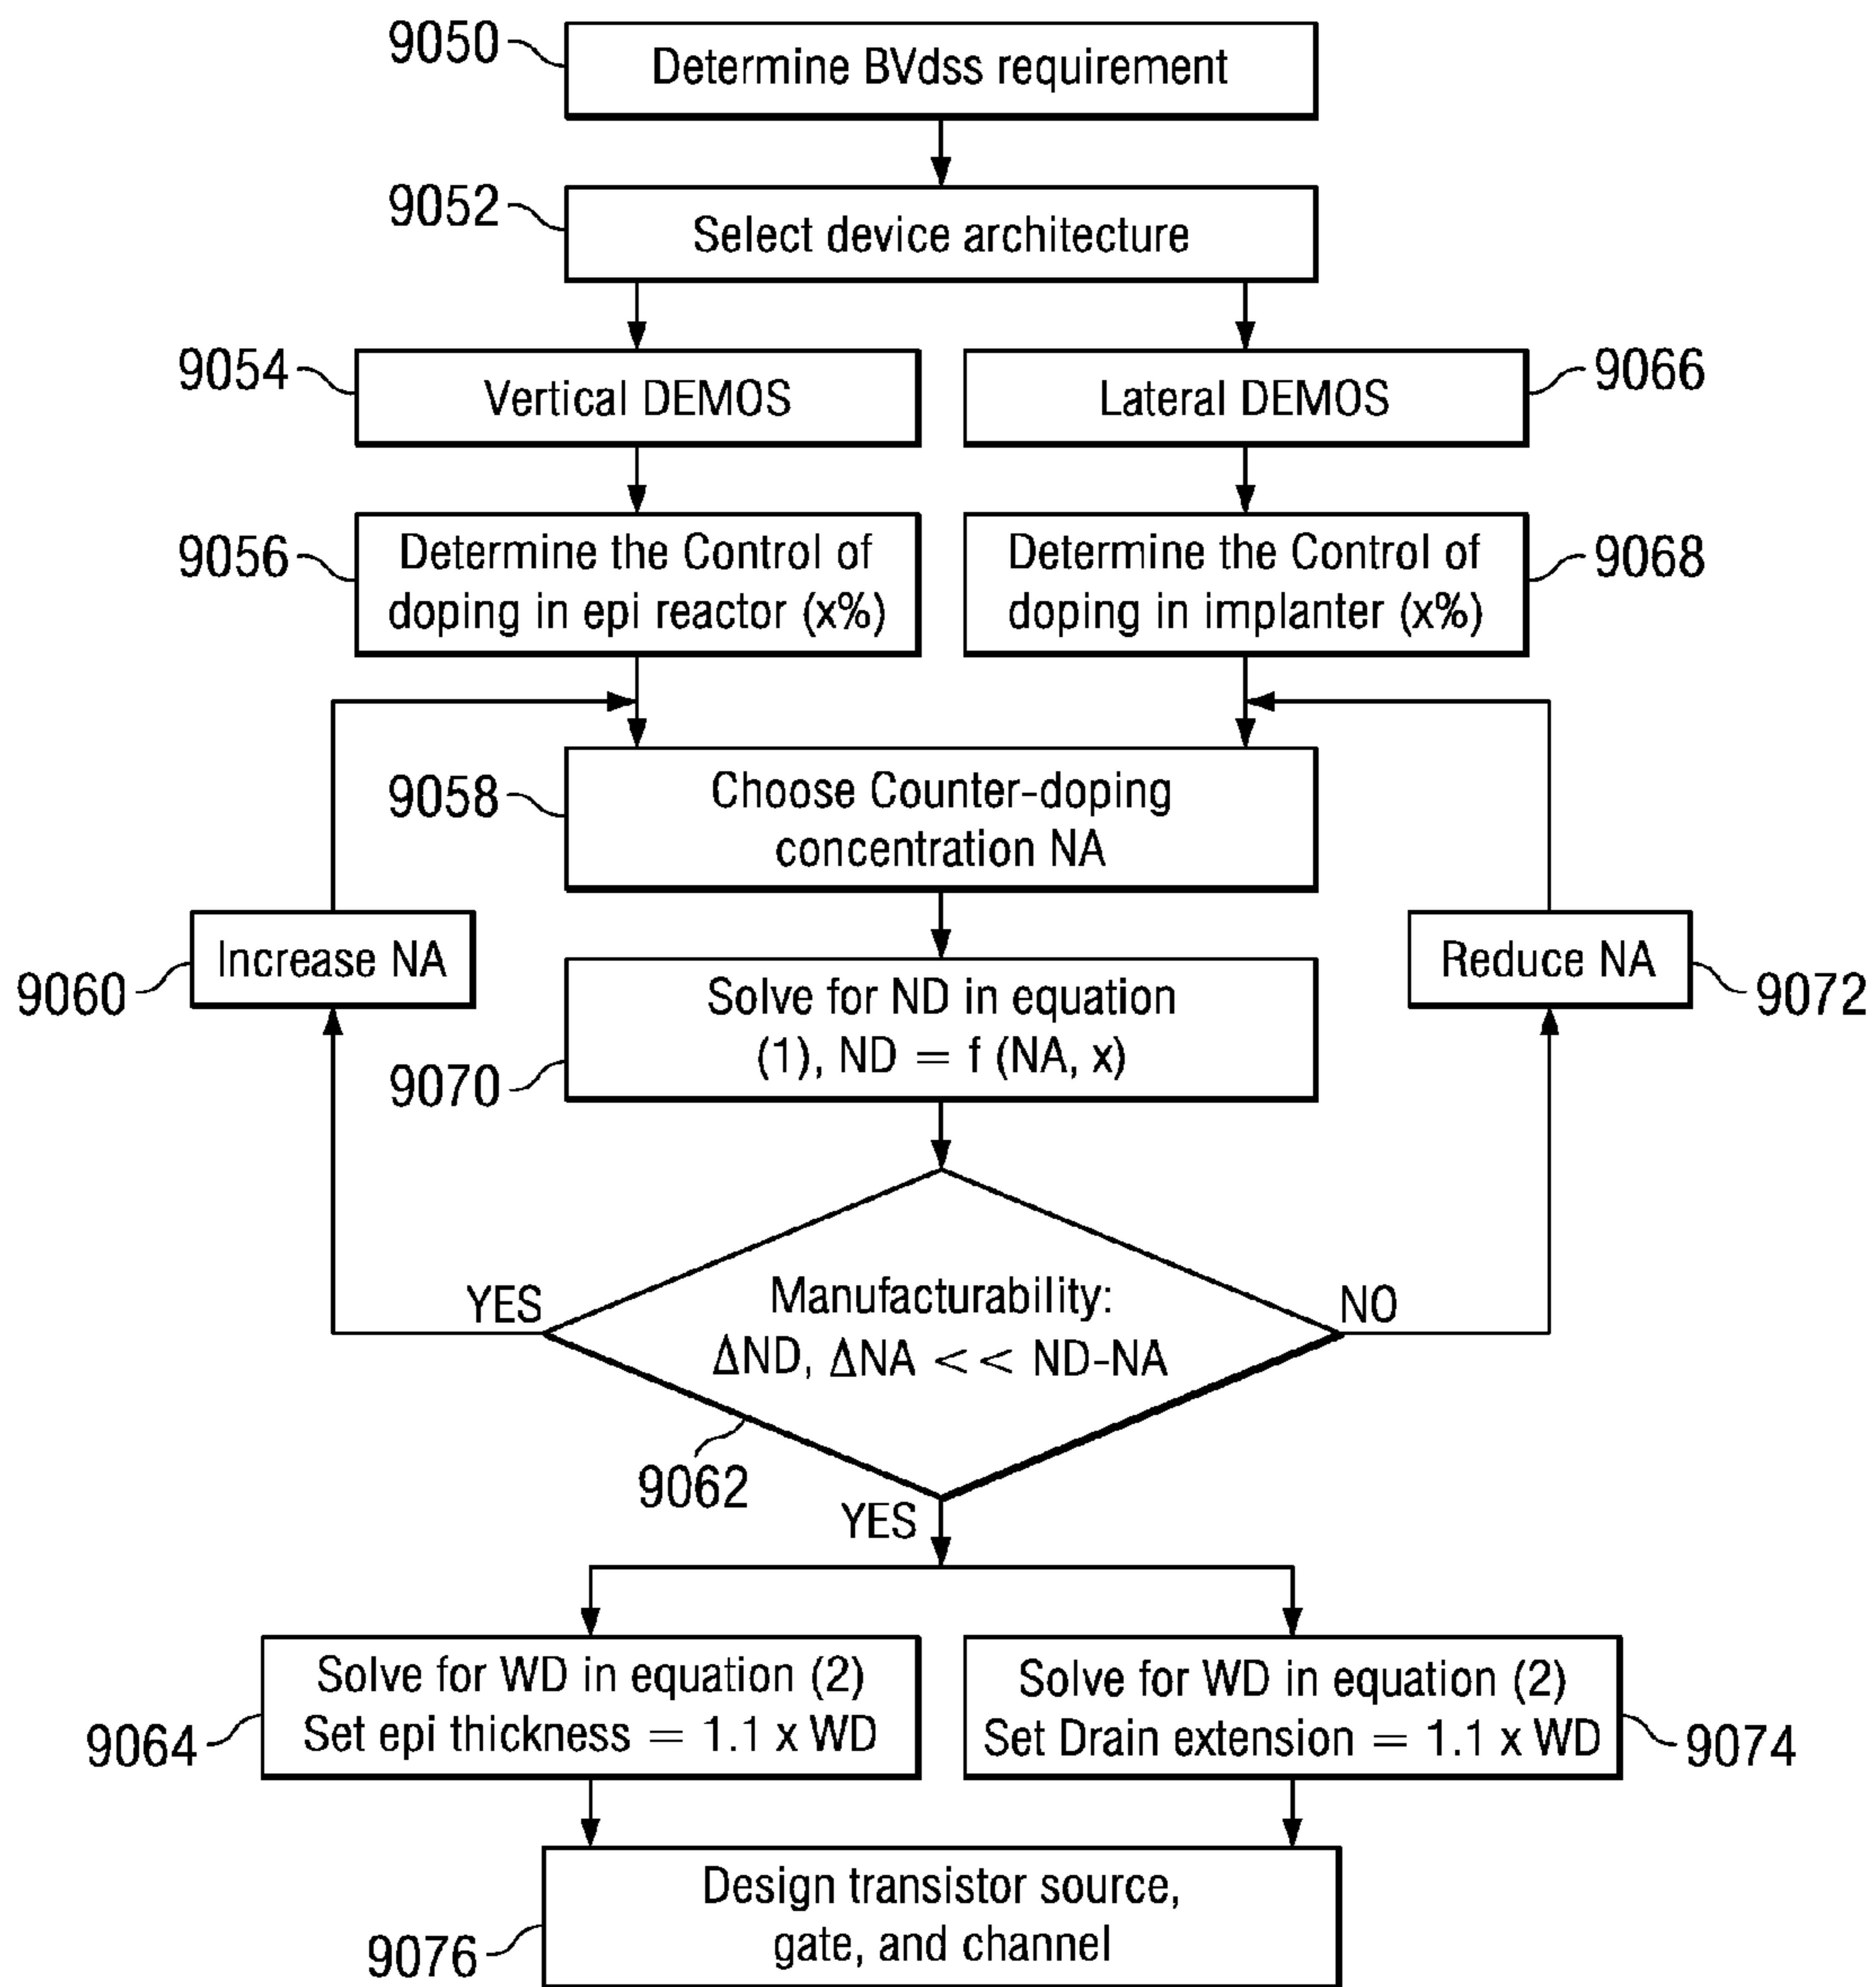 9050
Determine BVdss requirement
9052
Select device architecture
9054
Vertical DEMOS
Lateral DEMOS
9066
9056
Determine the Control of
doping in epi reactor (x%)
Determine the Control of
doping in implanter (x%)
9068
9058
Choose Counter-doping
concentration NA
9060
Increase NA
Solve for ND in equation
(1), ND = f (NA, x)
9070
Reduce NA
9072
YES
Manufacturability:
ΔND, ΔNA << ND-NA
NO
9062
YES
9064
Solve for WD in equation (2)
Set epi thickness = 1.1 x WD
Solve for WD in equation (2)
Set Drain extension = 1.1 x WD
9074
9076
Design transistor source,
gate, and channel